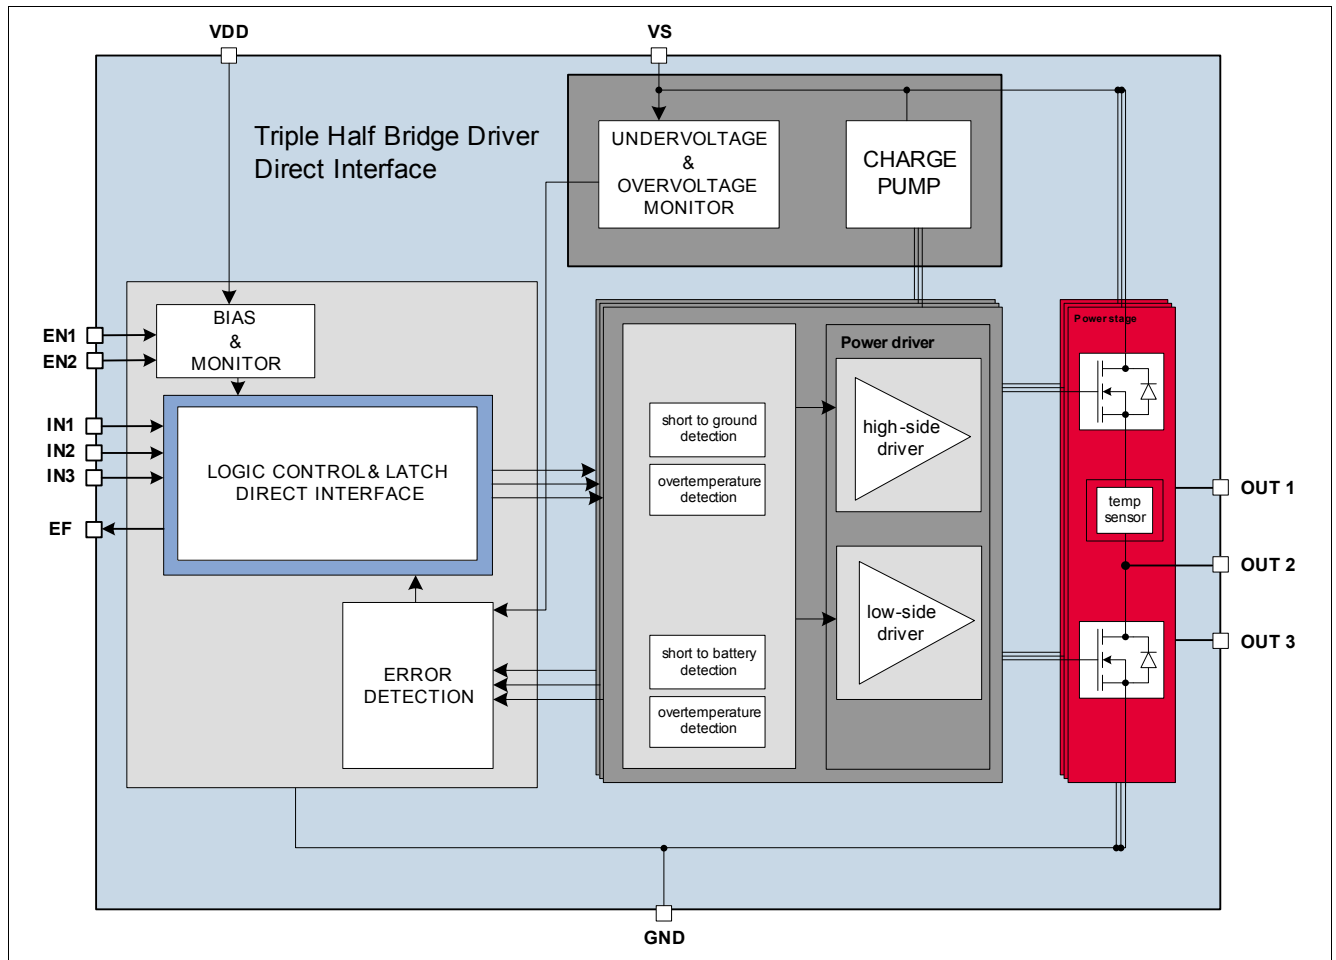 VDD
VS
Triple Half Bridge Driver
Direct Interface
UNDERVOLTAGE
&
OVERVOLTAGE
MONITOR
CHARGE
PUMP
EN1
EN2
BIAS
&
MONITOR
IN1
IN2
IN3
EF
LOGIC CONTROL & LATCH
DIRECT INTERFACE
ERROR
DETECTION
short to ground
detection
overtemperature
detection
short to battery
detection
overtemperature
detection
Power driver
high-side
driver
low-side
driver
Power stage
temp
sensor
OUT 1
OUT 2
OUT 3
GND